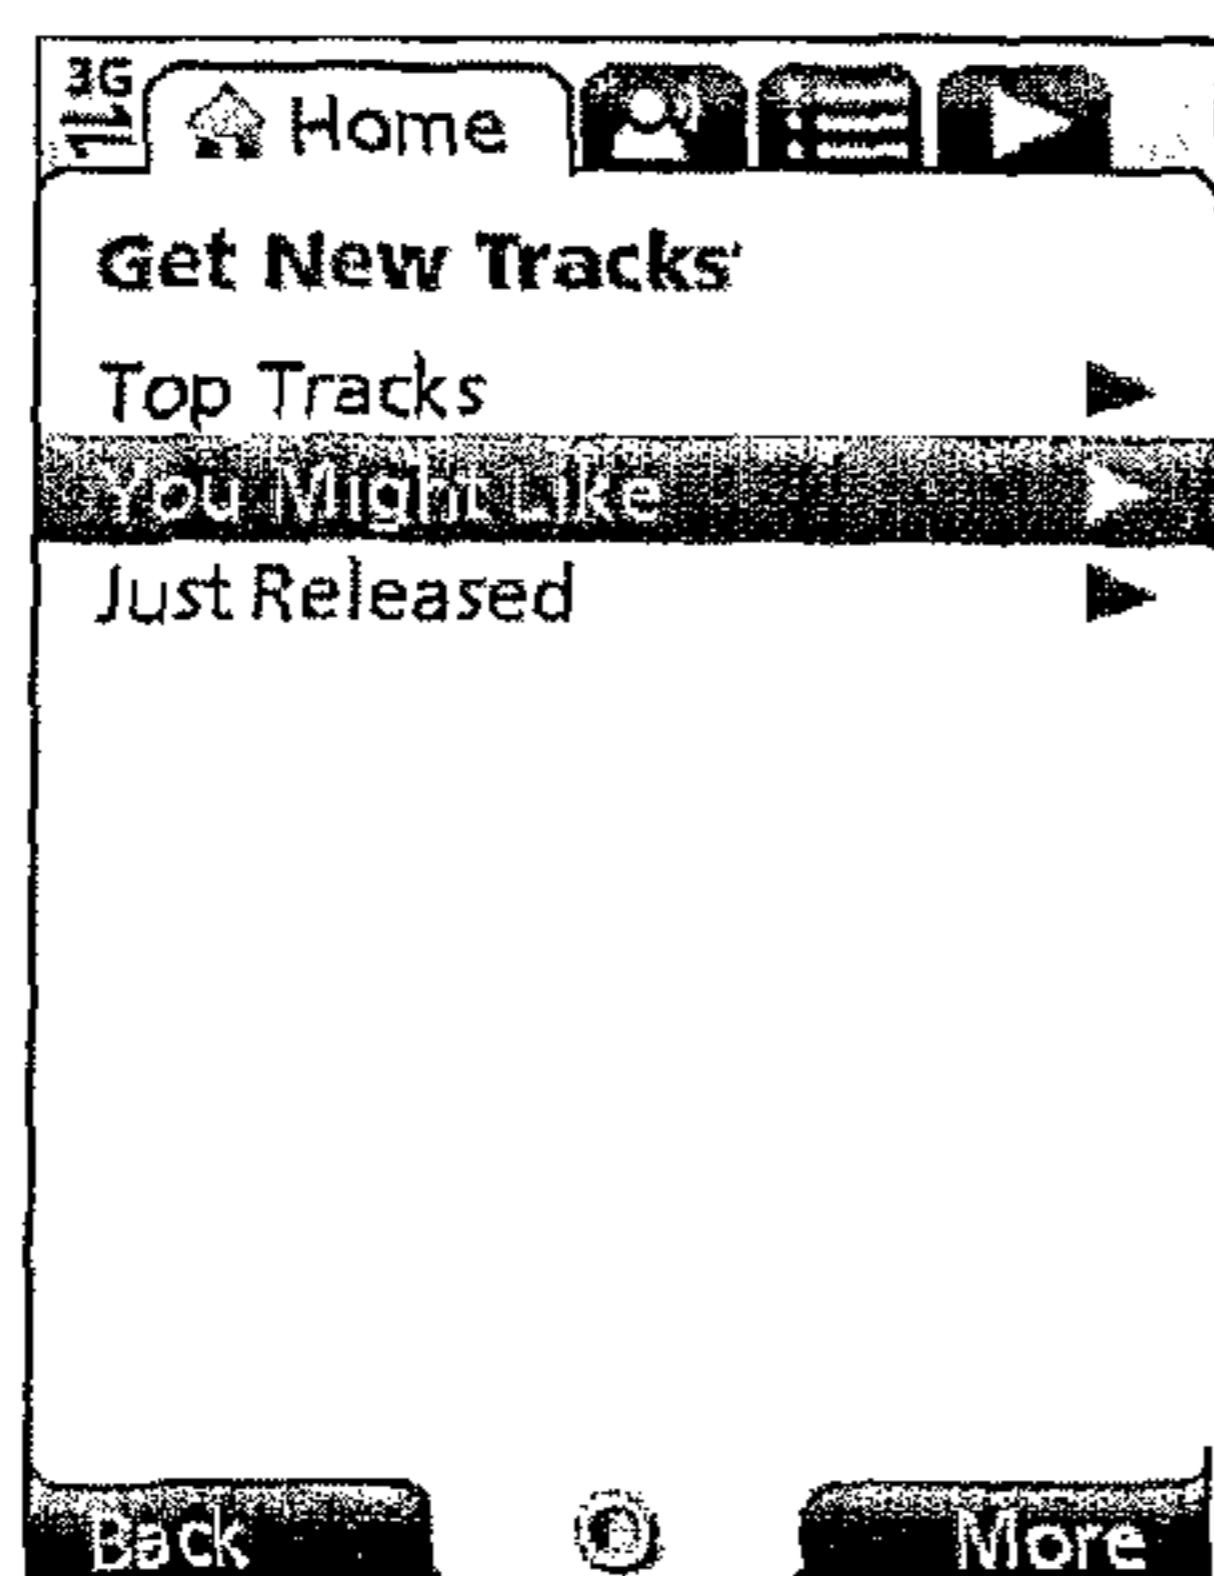 3G
Home
Get New Tracks
Top Tracks
You Might Like
Just Released
Back
More